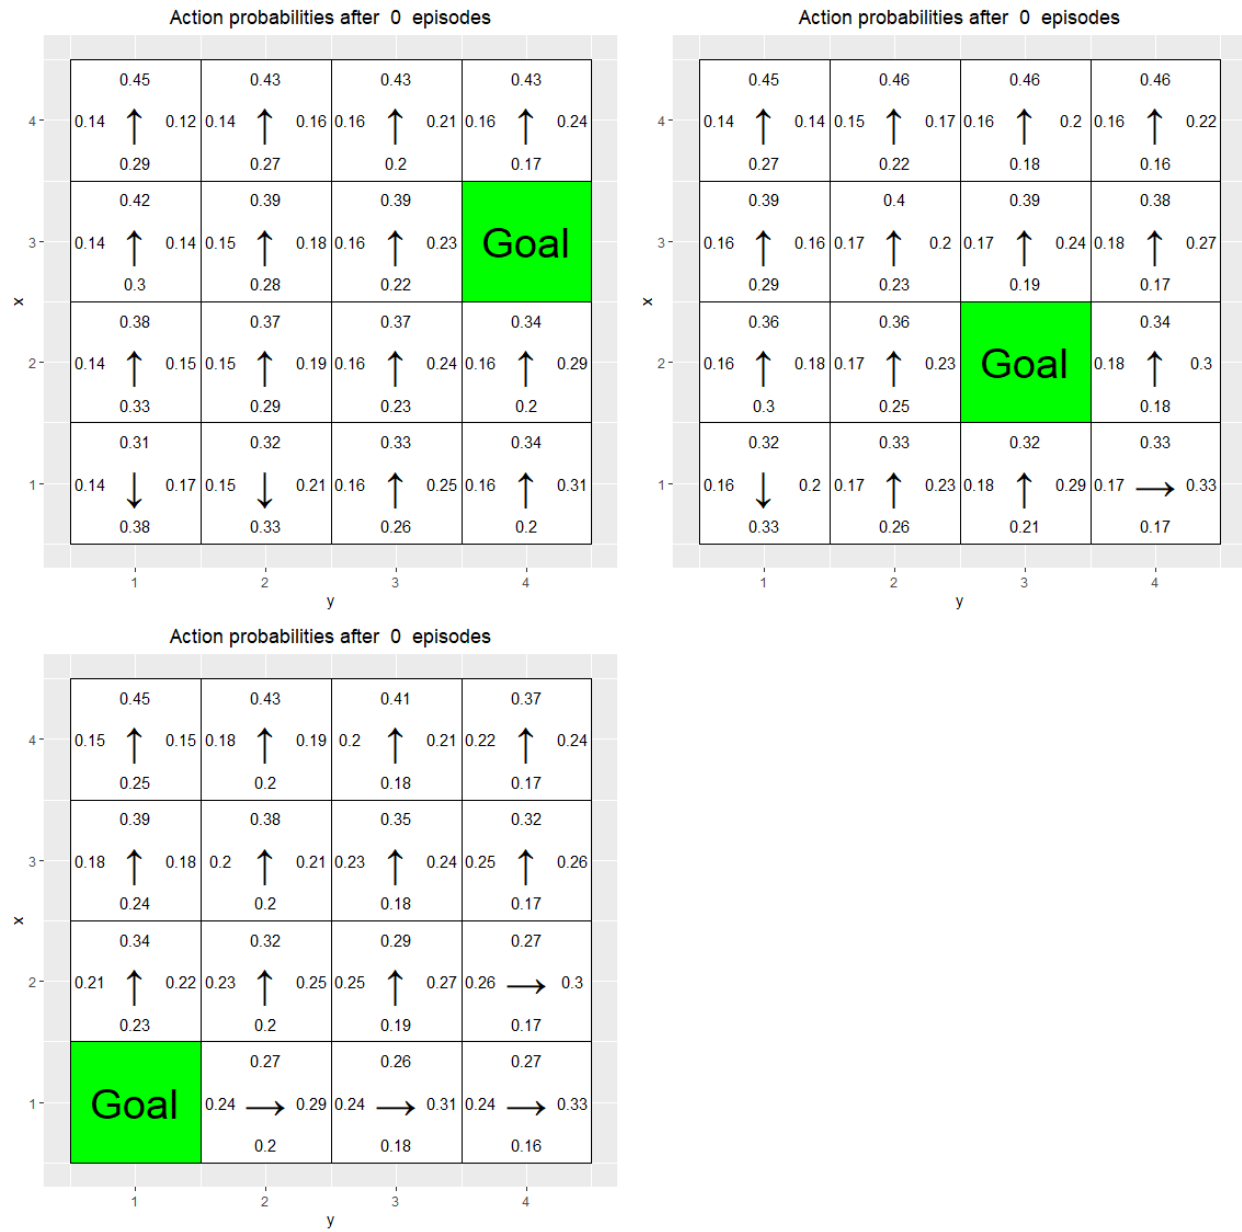 Action probabilities after 0 episodes
0.45 0.43 0.43 0.43
4 0.14 ↑ 0.12 0.14 ↑ 0.16 0.16 ↑ 0.21 0.16 ↑ 0.24
0.29 0.27 0.2 0.17
0.42 0.39 0.39
3 0.14 ↑ 0.14 0.15 ↑ 0.18 0.16 ↑ 0.23 Goal
0.3 0.28 0.22
x
0.38 0.37 0.37 0.34
2 0.14 ↑ 0.15 0.15 ↑ 0.19 0.16 ↑ 0.24 0.16 ↑ 0.29
0.33 0.29 0.23 0.2
0.31 0.32 0.33 0.34
1 0.14 ↓ 0.17 0.15 ↓ 0.21 0.16 ↑ 0.25 0.16 ↑ 0.31
0.38 0.33 0.26 0.2
1 2 3 4
y
Action probabilities after 0 episodes
0.45 0.46 0.46 0.46
4 0.14 ↑ 0.14 0.15 ↑ 0.17 0.16 ↑ 0.2 0.16 ↑ 0.22
0.27 0.22 0.18 0.16
0.39 0.4 0.39 0.38
3 0.16 ↑ 0.16 0.17 ↑ 0.2 0.17 ↑ 0.24 0.18 ↑ 0.27
0.29 0.23 0.19 0.17
x
0.36 0.36 0.34
2 0.16 ↑ 0.18 0.17 ↑ 0.23 Goal 0.18 ↑ 0.3
0.3 0.25 0.18
0.32 0.33 0.32 0.33
1 0.16 ↓ 0.2 0.17 ↑ 0.23 0.18 ↑ 0.29 0.17 → 0.33
0.33 0.26 0.21 0.17
1 2 3 4
y
Action probabilities after 0 episodes
0.45 0.43 0.41 0.37
4 0.15 ↑ 0.15 0.18 ↑ 0.19 0.2 ↑ 0.21 0.22 ↑ 0.24
0.25 0.2 0.18 0.17
0.39 0.38 0.35 0.32
3 0.18 ↑ 0.18 0.2 ↑ 0.21 0.23 ↑ 0.24 0.25 ↑ 0.26
0.24 0.2 0.18 0.17
x
0.34 0.32 0.29 0.27
2 0.21 ↑ 0.22 0.23 ↑ 0.25 0.25 ↑ 0.27 0.26 → 0.3
0.23 0.2 0.19 0.17
0.27 0.26 0.27
1 Goal 0.24 → 0.29 0.24 → 0.31 0.24 → 0.33
0.2 0.18 0.16
1 2 3 4
y